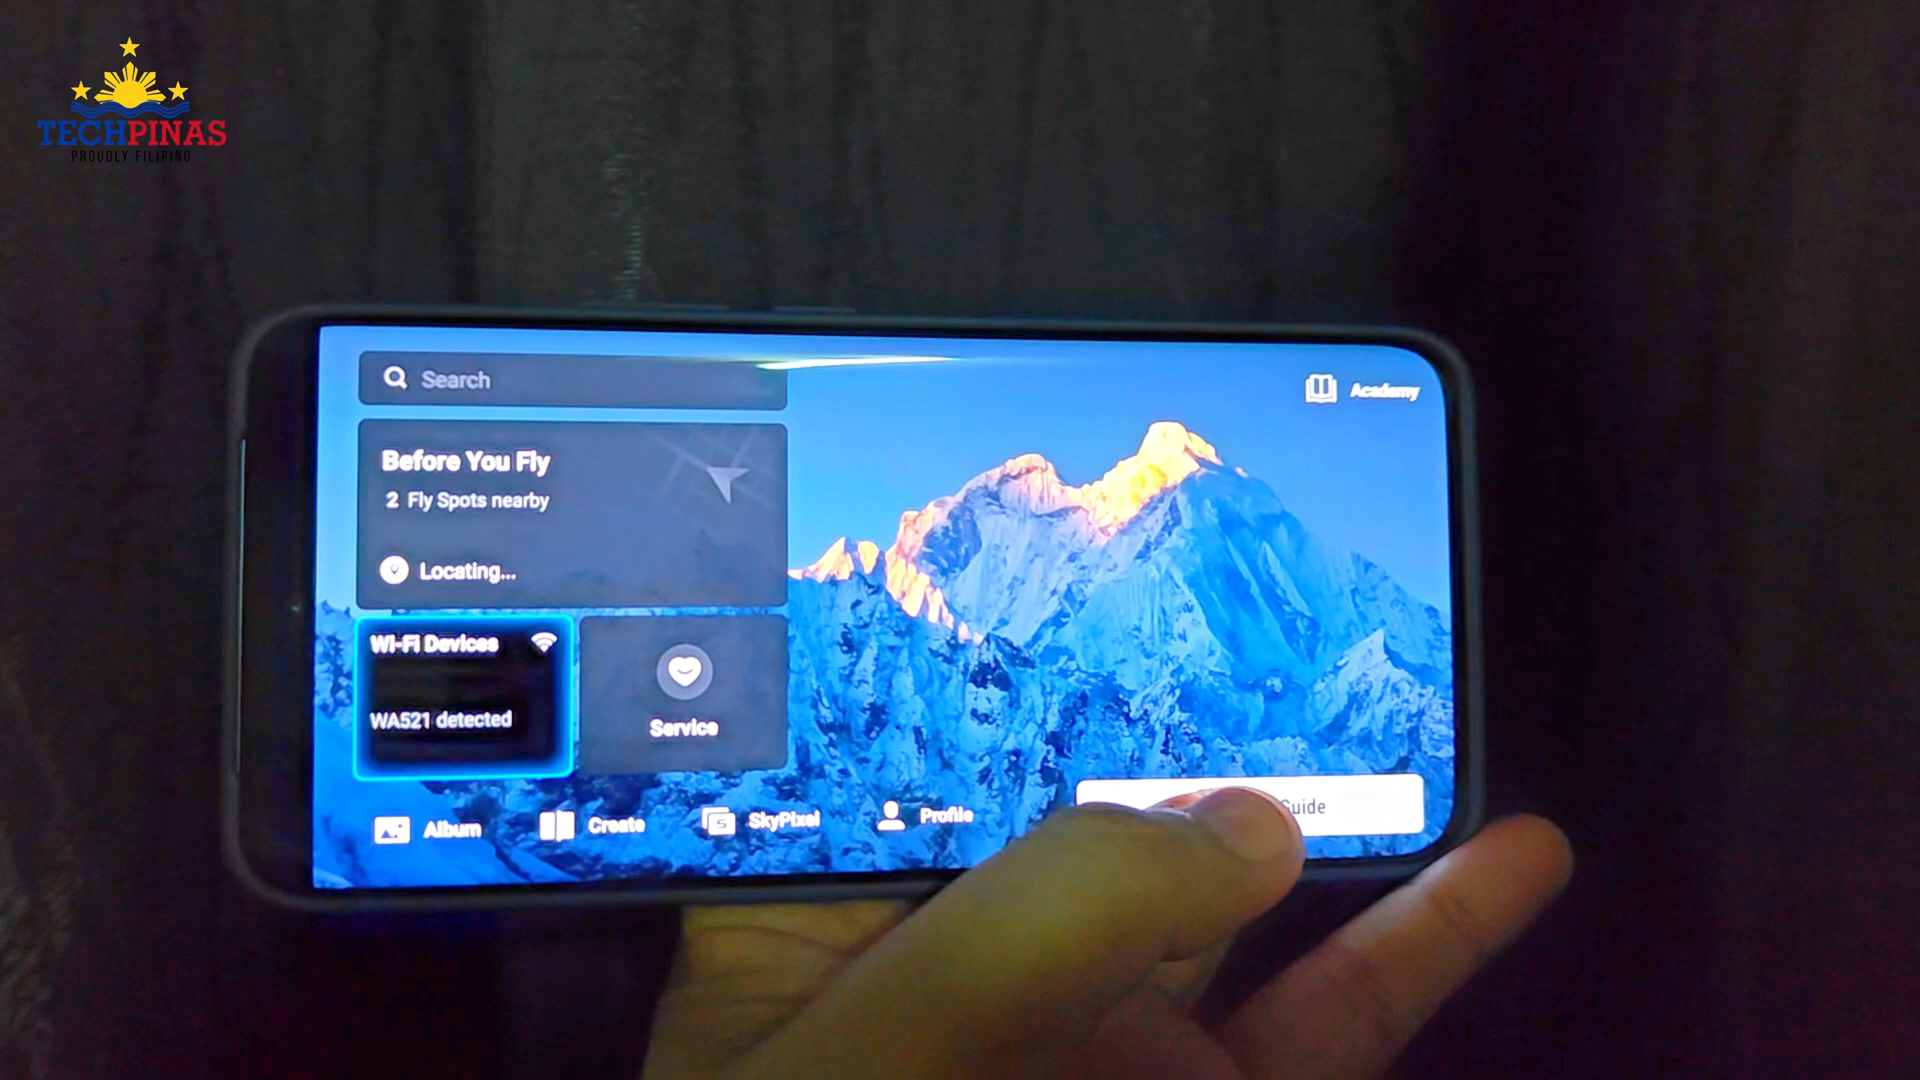 TECHPINAS
PROUDLY FILIPINO
Search
Academy
Before You Fly
2 Fly Spots nearby
Locating...
Wi-Fi Devices
WA521 detected
Service
Album
Create
SkyPixel
Profile
Guide